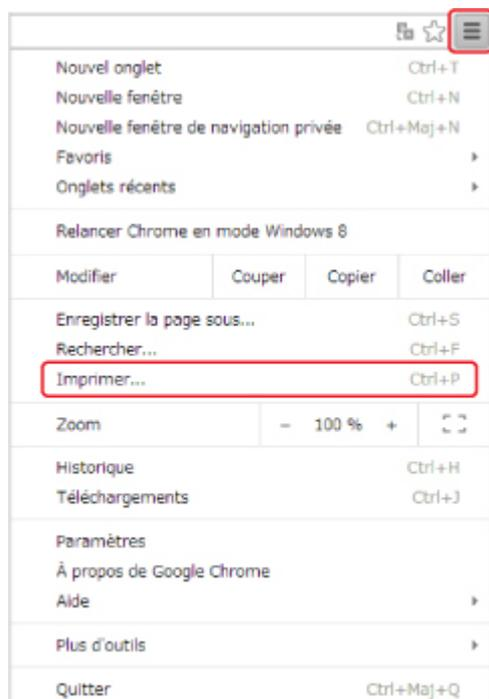 Nouvel onglet Ctrl+T
Nouvelle fenêtre Ctrl+N
Nouvelle fenêtre de navigation privée Ctrl+Maj+N
Favoris
Onglets récents
Relancer Chrome en mode Windows 8
Modifier Couper Copier Coller
Enregistrer la page sous... Ctrl+S
Rechercher... Ctrl+F
Imprimer... Ctrl+P
Zoom - 100 % +
Historique Ctrl+H
Téléchargements Ctrl+J
Paramètres
À propos de Google Chrome
Aide
Plus d'outils
Quitter Ctrl+Maj+Q